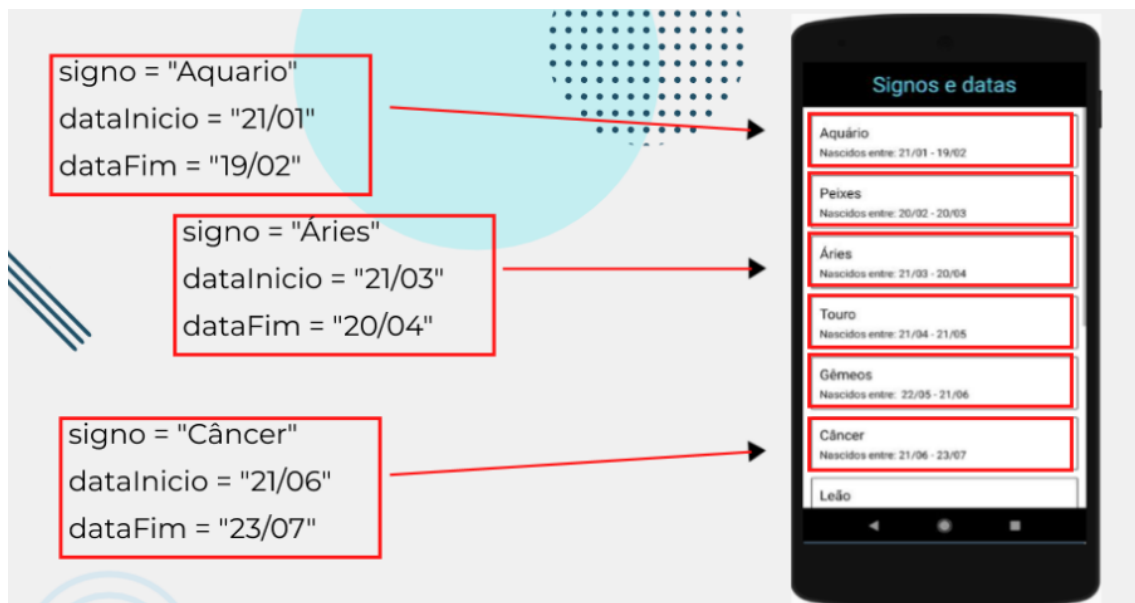 signo = "Aquario"
dataInicio = "21/01"
dataFim = "19/02"
signo = "Áries"
dataInicio = "21/03"
dataFim = "20/04"
signo = "Câncer"
dataInicio = "21/06"
dataFim = "23/07"
Signos e datas
Aquário
Nascidos entre: 21/01 - 19/02
Peixes
Nascidos entre: 20/02 - 20/03
Áries
Nascidos entre: 21/03 - 20/04
Touro
Nascidos entre: 21/04 - 21/05
Gêmeos
Nascidos entre: 22/05 - 21/06
Câncer
Nascidos entre: 21/06 - 23/07
Leão